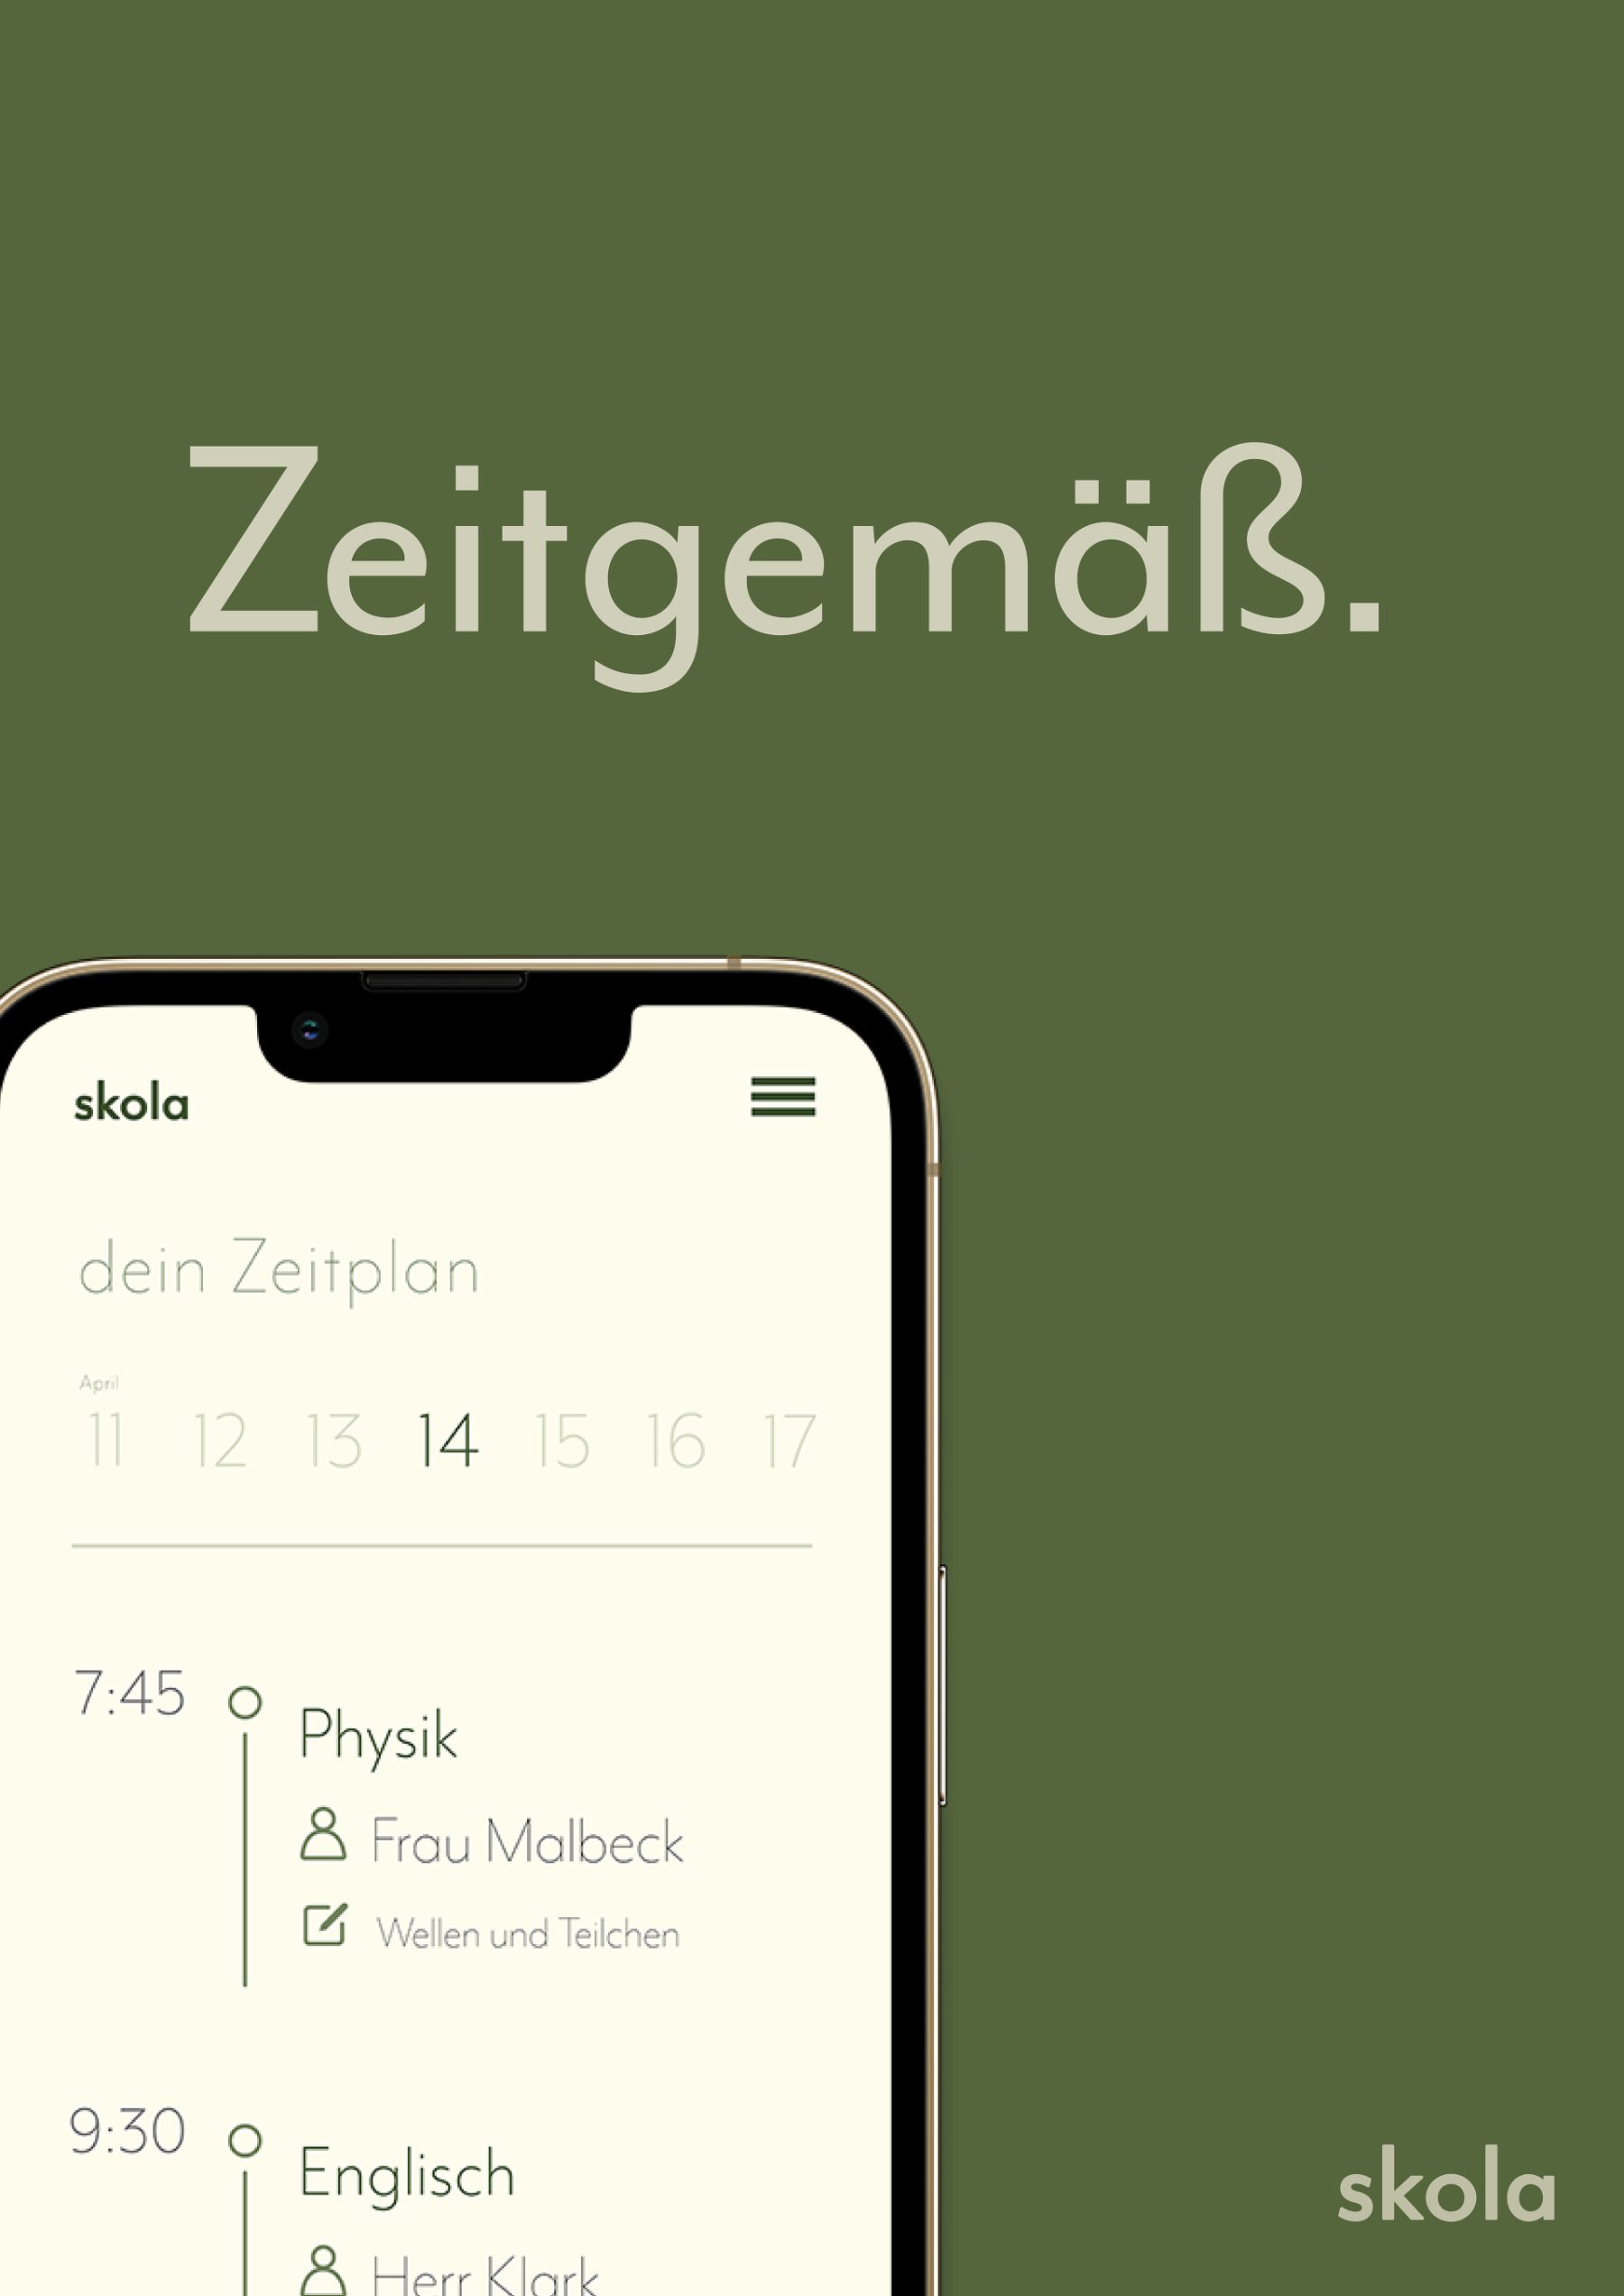 Zeitgemäß.
skola
dein Zeitplan
April
11 12 13 14 15 16 17
7:45
Physik
Frau Malbeck
Wellen und Teilchen
9:30
Englisch
Herr Klark
skola